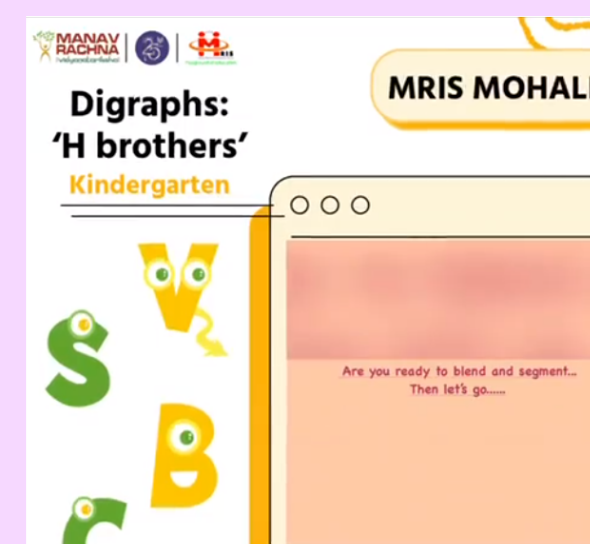 MANAV
RACHNA
MRIS MOHALI
Digraphs:
‘H brothers’
Kindergarten
Are you ready to blend and segment...
Then let's go......
V
S
B
C